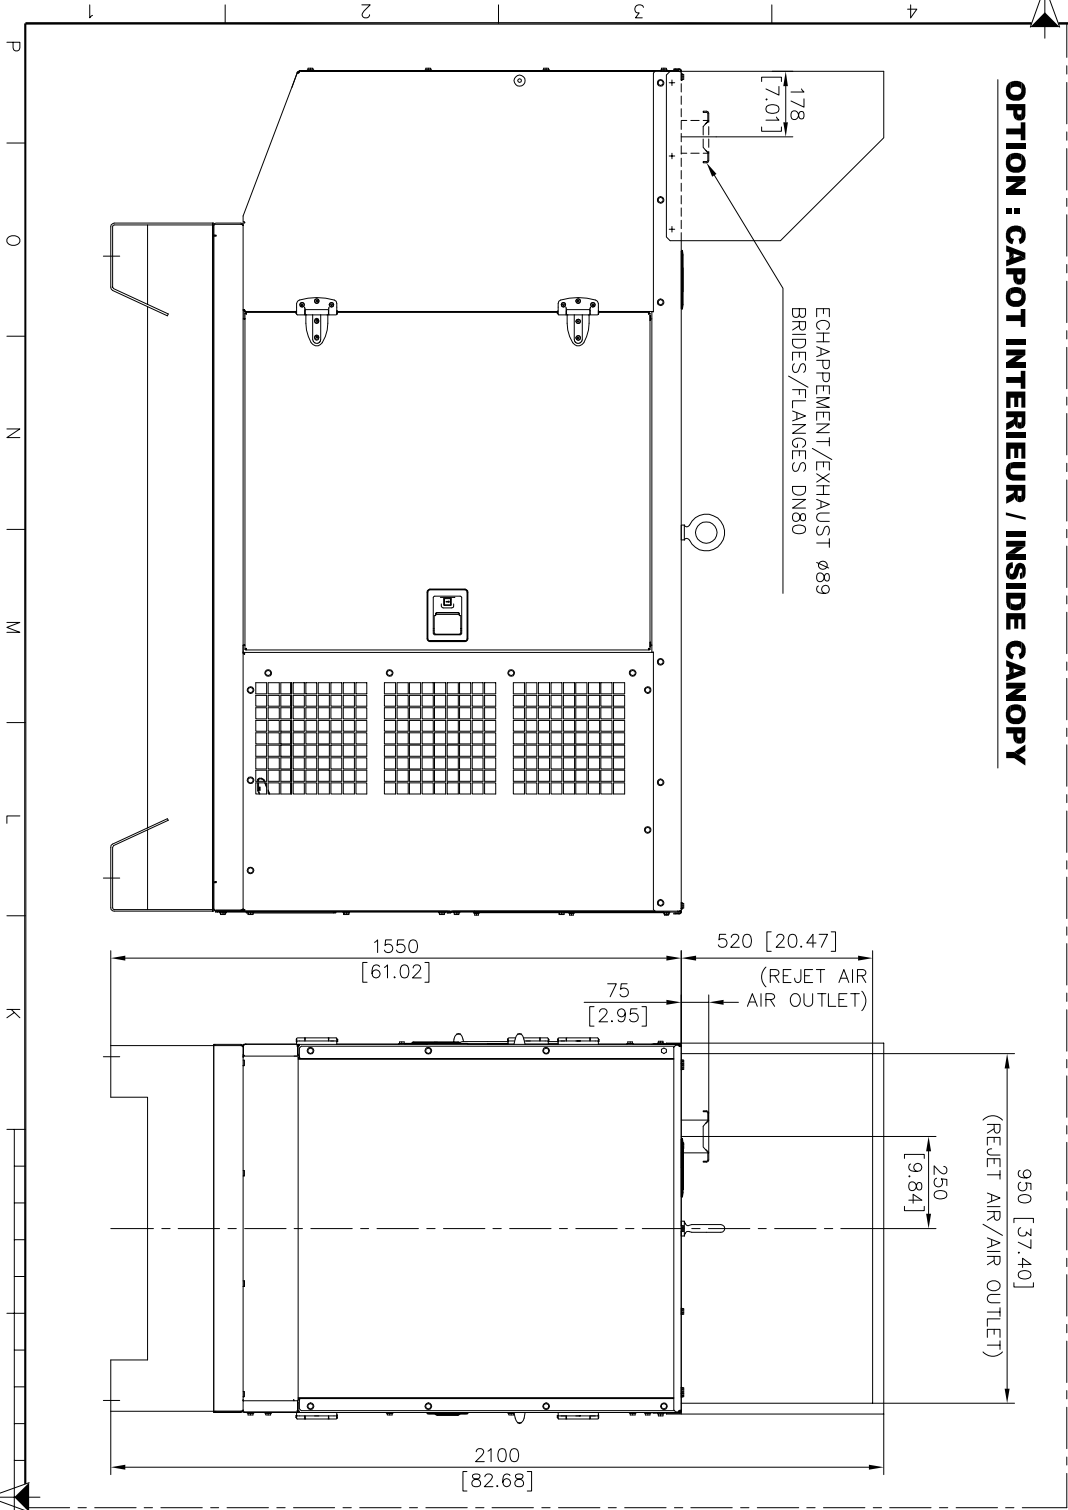 1
2
3
4
P
O
N
M
L
K
OPTION : CAPOT INTERIEUR / INSIDE CANOPY
178
[7.01]
ECHAPPEMENT/EXHAUST Ø89
BRIDES/FLANGES DN80
1550
[61.02]
520 [20.47]
(REJET AIR
AIR OUTLET)
75
[2.95]
950 [37.40]
(REJET AIR/AIR OUTLET)
250
[9.84]
2100
[82.68]